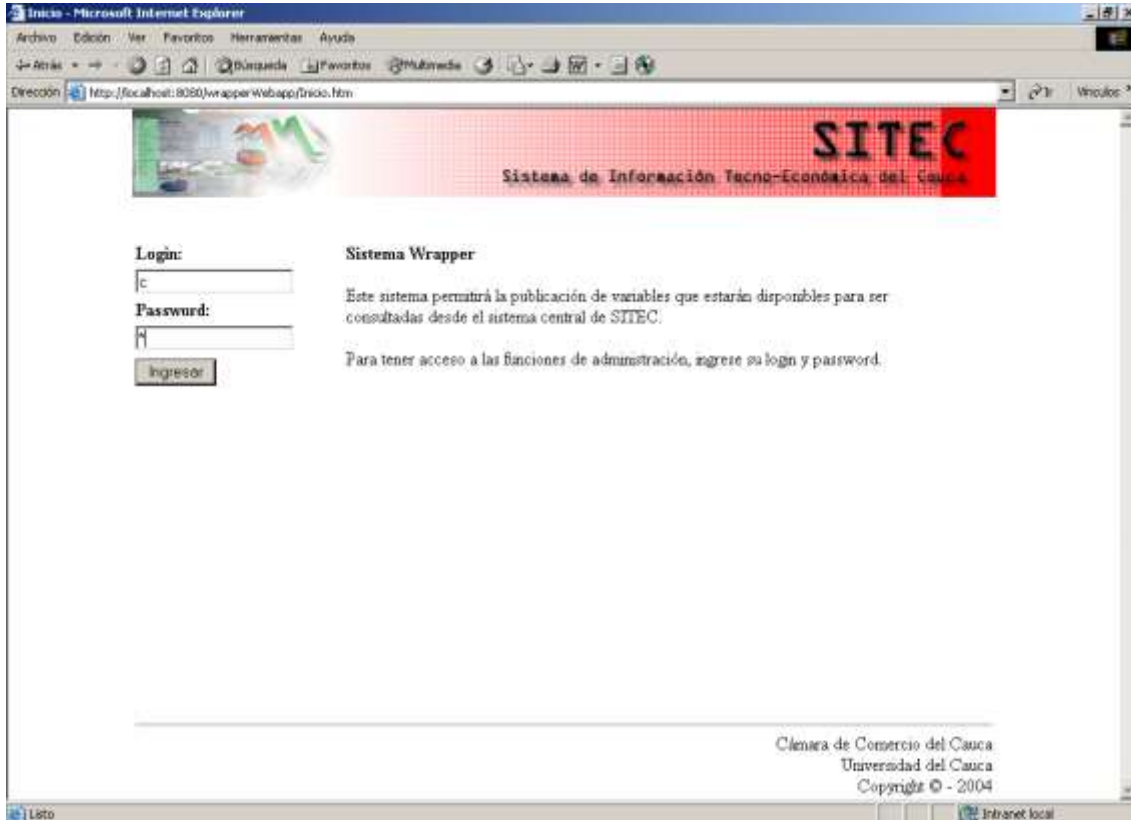 Inicio - Microsoft Internet Explorer
Archivo Edición Ver Favoritos Herramientas Ayuda
Atrás Búsqueda Favoritos Multimedia
Dirección http://localhost:8080/wrapperWebapp/Inicio.htm Ir Vínculos
SITEC
Sistema de Información Tecno-Económica del Cauca
Login:
c
Password:
*
Ingresar
Sistema Wrapper
Este sistema permitirá la publicación de variables que estarán disponibles para ser
consultadas desde el sistema central de SITEC.
Para tener acceso a las funciones de administración, ingrese su login y password.
Cámara de Comercio del Cauca
Universidad del Cauca
Copyright © - 2004
Listo Intranet local